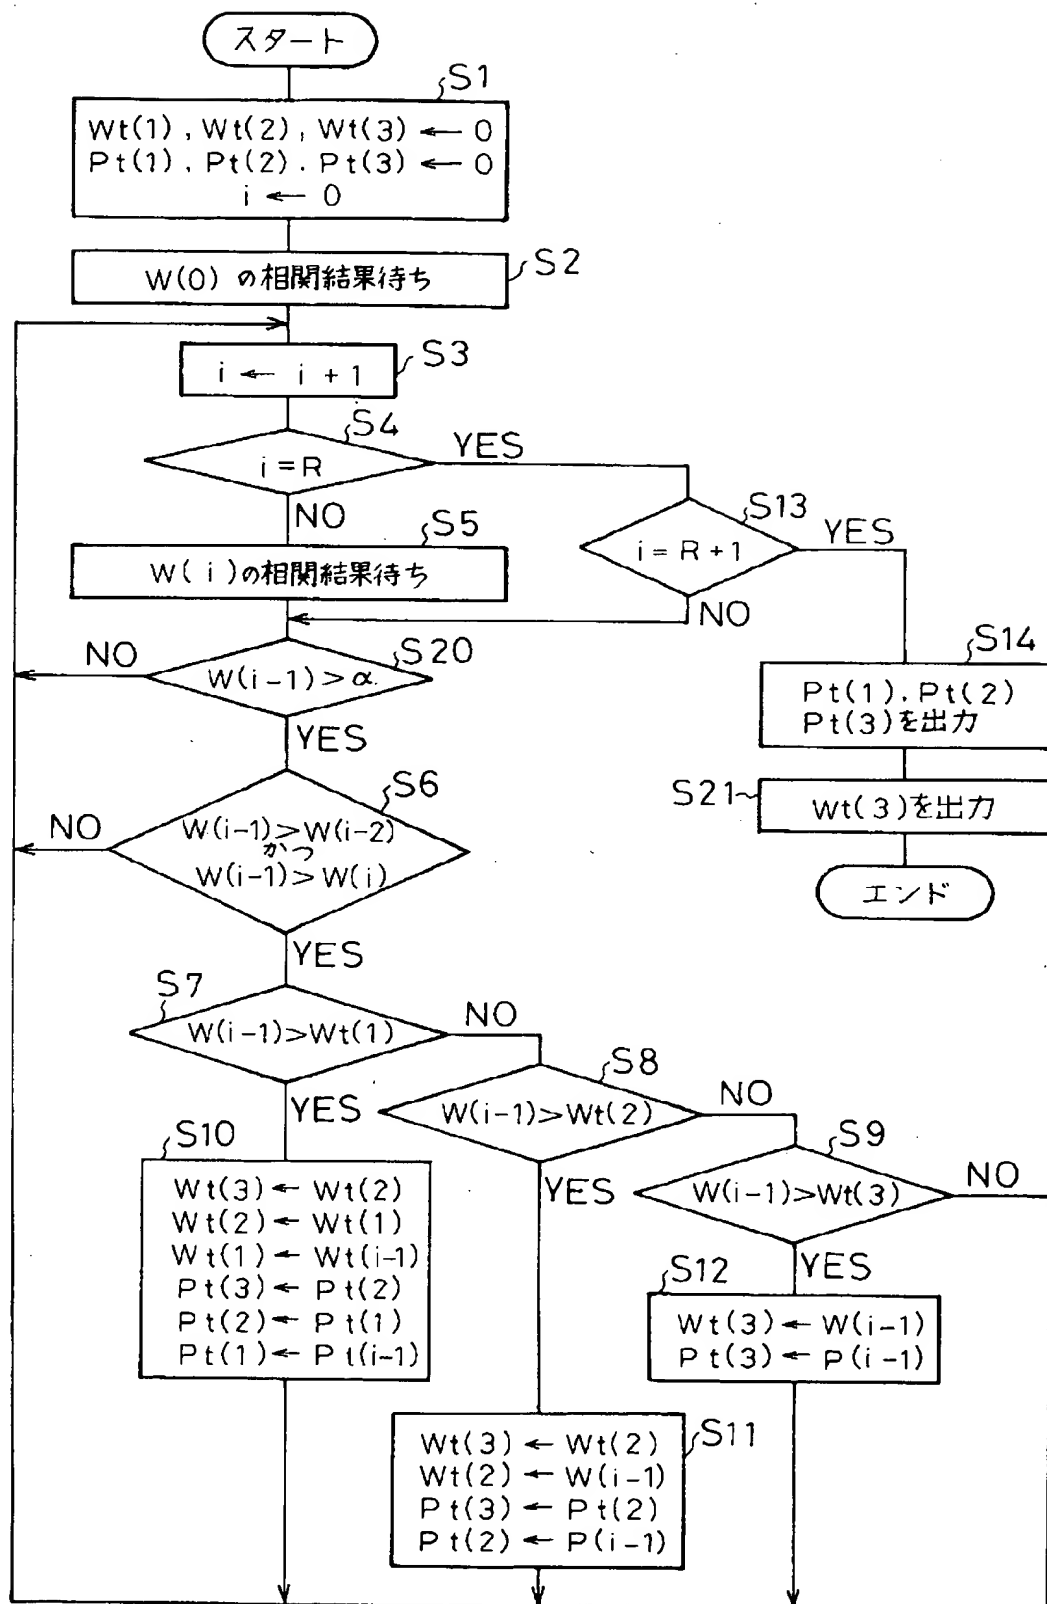 スタート
S1
Wt(1), Wt(2), Wt(3) ← 0
Pt(1), Pt(2). Pt(3) ← 0
i ← 0
S2
W(0) の相関結果待ち
S3
i ← i + 1
S4
i = R
YES
NO
S13
i = R + 1
YES
NO
S5
W(i)の相関結果待ち
S20
W(i-1) > α
NO
YES
S14
Pt(1). Pt(2)
Pt(3)を出力
S21
Wt(3)を出力
エンド
S6
W(i-1) > W(i-2)
かつ
W(i-1) > W(i)
NO
YES
S7
W(i-1) > Wt(1)
NO
YES
S8
W(i-1) > Wt(2)
NO
YES
S9
W(i-1) > Wt(3)
NO
YES
S10
Wt(3) ← Wt(2)
Wt(2) ← Wt(1)
Wt(1) ← Wt(i-1)
Pt(3) ← Pt(2)
Pt(2) ← Pt(1)
Pt(1) ← Pt(i-1)
S12
Wt(3) ← W(i-1)
Pt(3) ← P(i-1)
S11
Wt(3) ← Wt(2)
Wt(2) ← W(i-1)
Pt(3) ← Pt(2)
Pt(2) ← P(i-1)